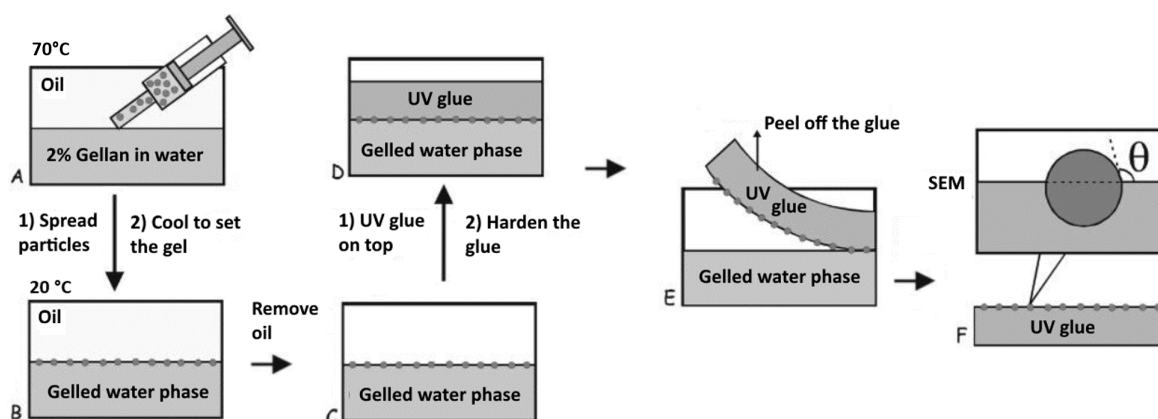 70°C
Oil
2% Gellan in water
A
1) Spread
particles
2) Cool to set
the gel
20 °C
Oil
Gelled water phase
B
Remove
oil
Gelled water phase
C
1) UV glue
on top
2) Harden the
glue
UV glue
Gelled water phase
D
Peel off the glue
UV
glue
Gelled water phase
E
SEM
θ
UV glue
F